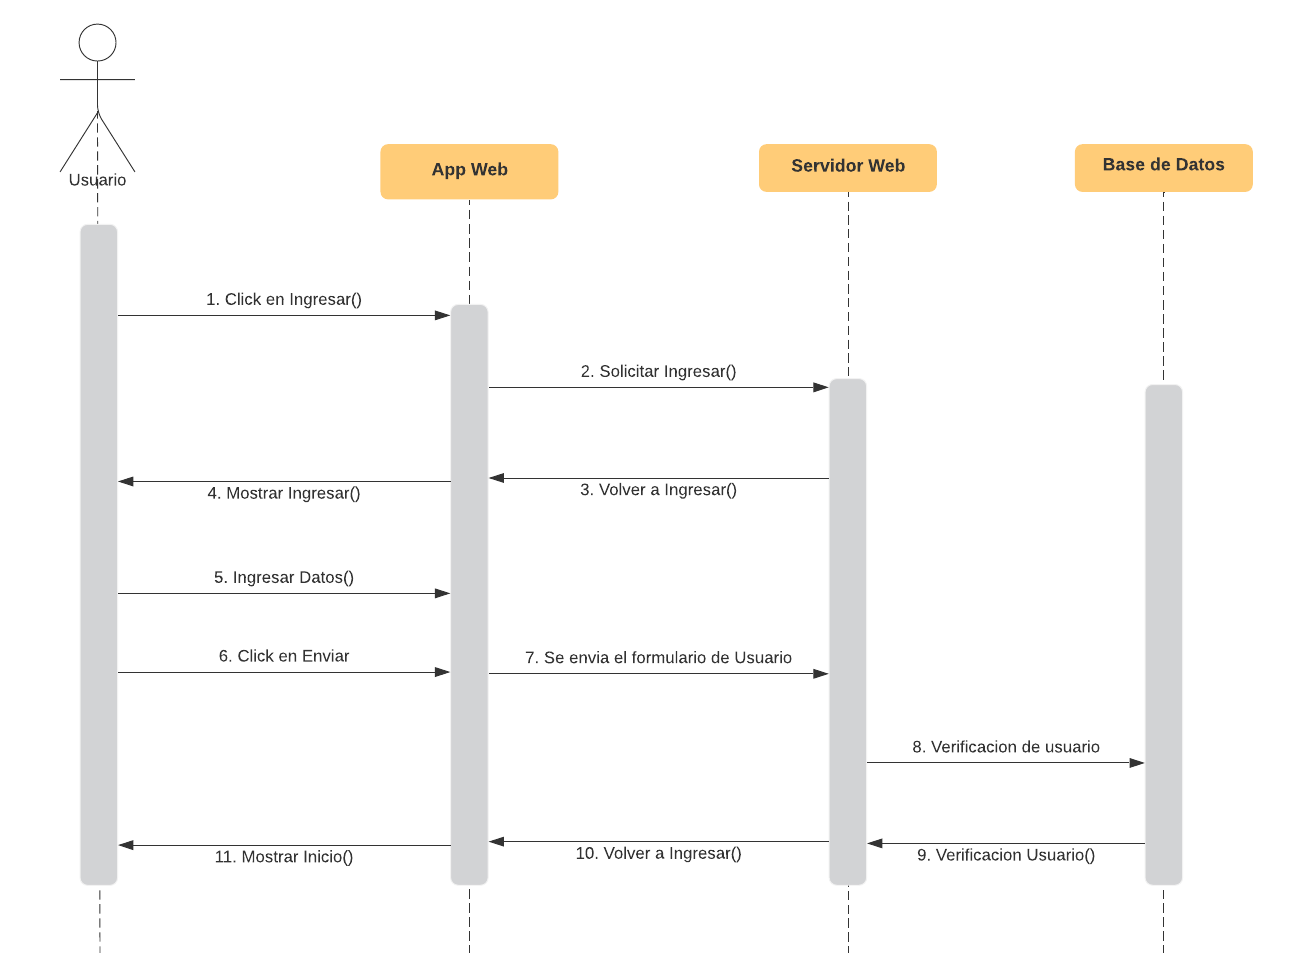 Usuario
App Web
Servidor Web
Base de Datos
1. Click en Ingresar()
2. Solicitar Ingresar()
3. Volver a Ingresar()
4. Mostrar Ingresar()
5. Ingresar Datos()
6. Click en Enviar
7. Se envia el formulario de Usuario
8. Verificacion de usuario
9. Verificacion Usuario()
10. Volver a Ingresar()
11. Mostrar Inicio()